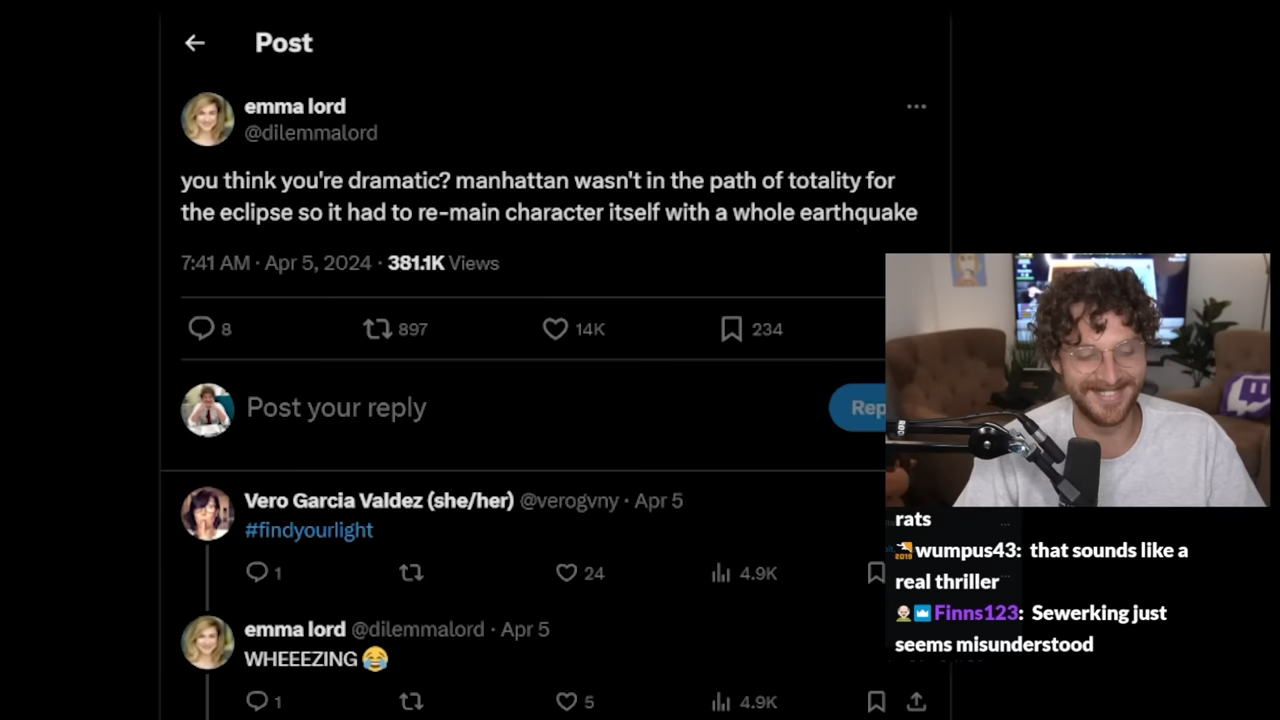 Post
emma lord
@dilemmalord
you think you're dramatic? manhattan wasn't in the path of totality for
the eclipse so it had to re-main character itself with a whole earthquake
7:41 AM · Apr 5, 2024 · 381.1K Views
8 897 14K 234
Post your reply
Rep
Vero Garcia Valdez (she/her) @verogvny · Apr 5
#findyourlight
1 24 4.9K
emma lord @dilemmalord · Apr 5
WHEEEZING 😂
1 5 4.9K
rats
wumpus43: that sounds like a
real thriller
Finns123: Sewerking just
seems misunderstood